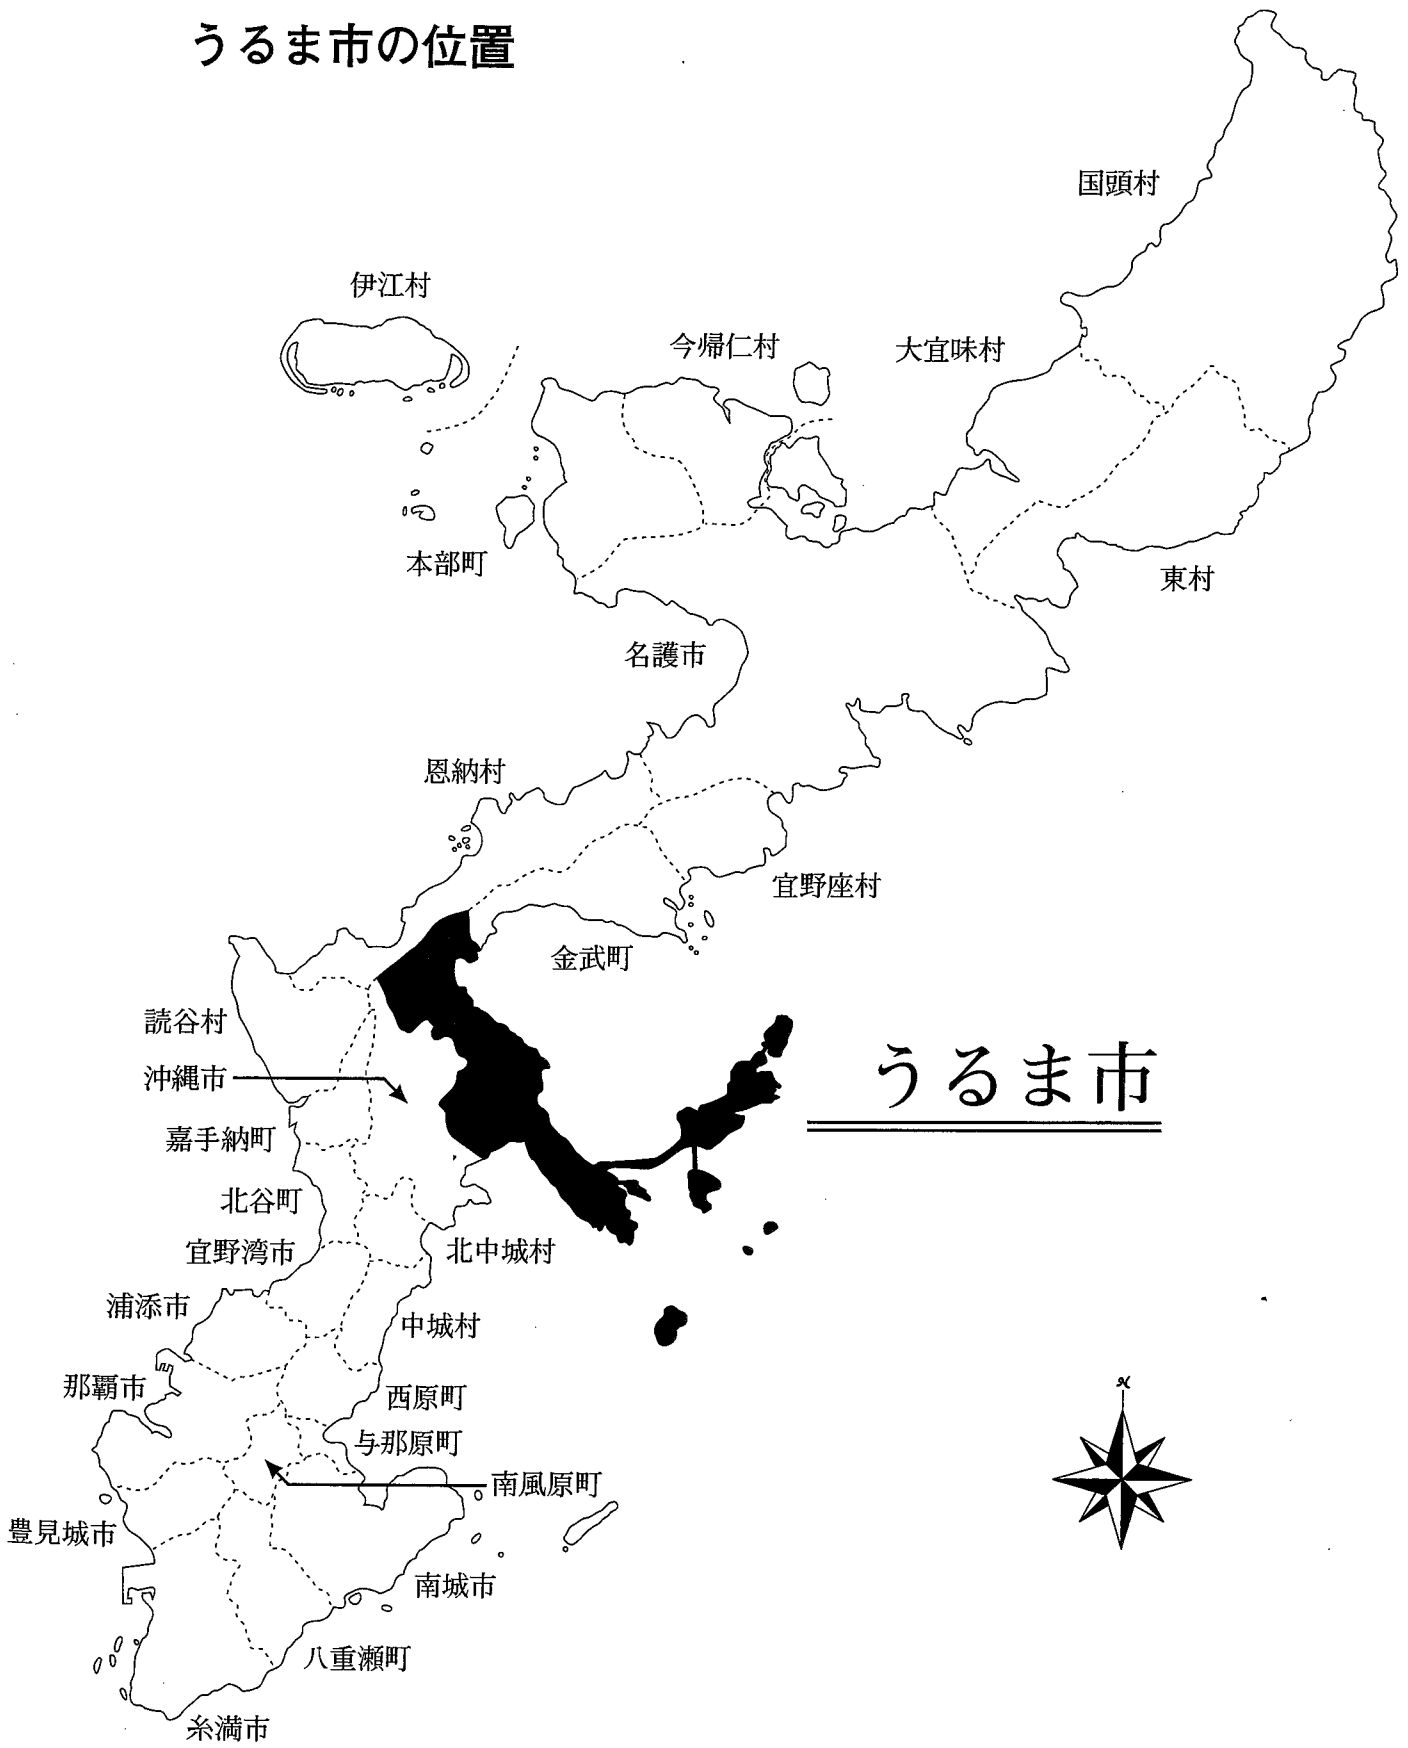 うるま市の位置
国頭村
伊江村
今帰仁村
大宜味村
本部町
東村
名護市
恩納村
宜野座村
金武町
読谷村
うるま市
沖縄市
嘉手納町
北谷町
宜野湾市
北中城村
浦添市
中城村
那覇市
西原町
与那原町
南風原町
豊見城市
南城市
八重瀬町
糸満市
N